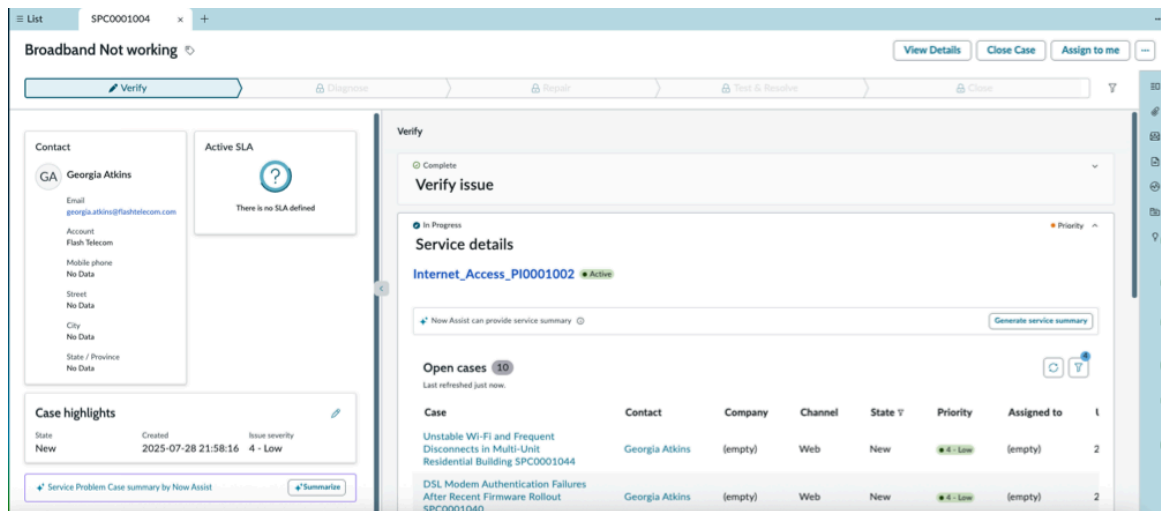 List
SPC0001004 × +
Broadband Not working
View Details
Close Case
Assign to me
Verify
Diagnose
Repair
Test & Resolve
Close
Contact
GA
Georgia Atkins
Email
georgia.atkins@flashtelecom.com
Account
Flash Telecom
Mobile phone
No Data
Street
No Data
City
No Data
State / Province
No Data
Active SLA
?
There is no SLA defined
Case highlights
State Created Issue severity
New 2025-07-28 21:58:16 4 - Low
Service Problem Case summary by Now Assist
Summarize
Verify
Complete
Verify issue
In Progress
Priority
Service details
Internet_Access_PI0001002
Active
Now Assist can provide service summary
Generate service summary
Open cases 10
4
Last refreshed just now.
Case Contact Company Channel State Priority Assigned to U
Unstable Wi-Fi and Frequent
Disconnects in Multi-Unit
Residential Building SPC0001044
Georgia Atkins (empty) Web New 4 - Low (empty) 2
DSL Modem Authentication Failures
After Recent Firmware Rollout
SPC0001040
Georgia Atkins (empty) Web New 4 - Low (empty) 2